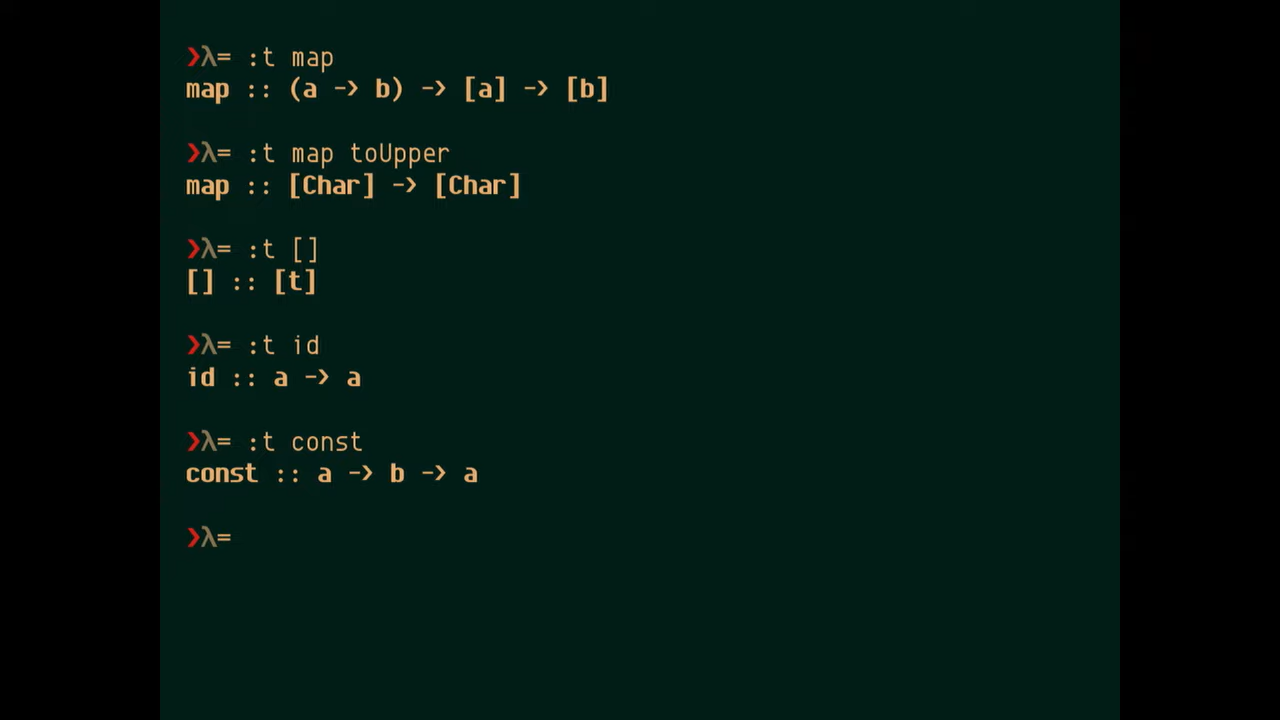 ❯λ= :t map
map :: (a -> b) -> [a] -> [b]
❯λ= :t map toUpper
map :: [Char] -> [Char]
❯λ= :t []
[] :: [t]
❯λ= :t id
id :: a -> a
❯λ= :t const
const :: a -> b -> a
❯λ=